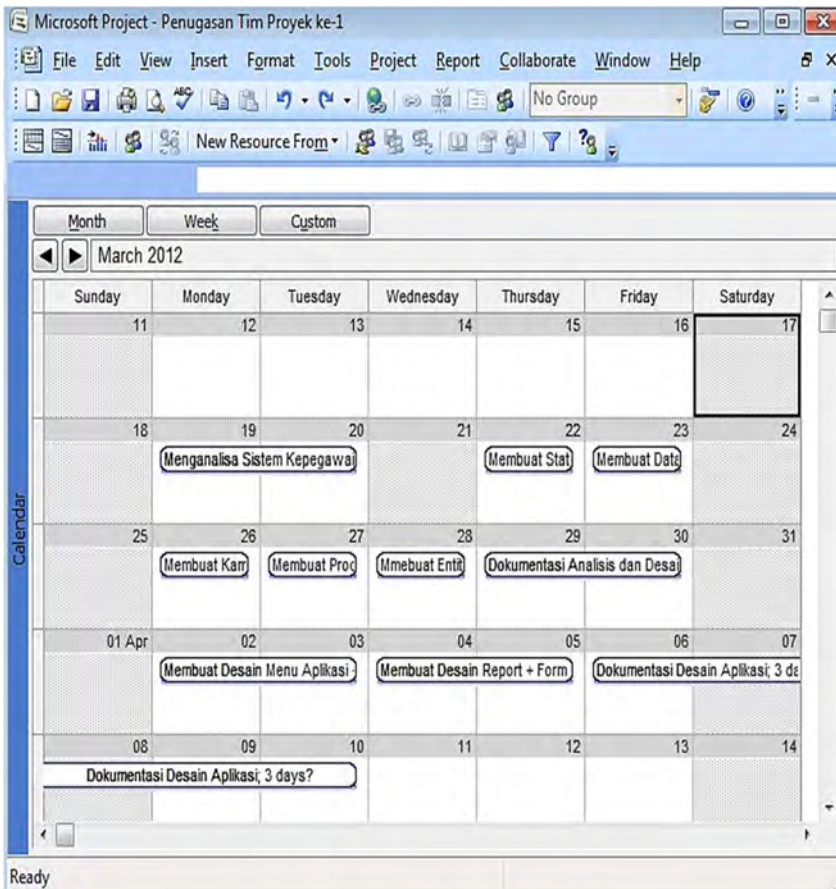 Microsoft Project - Penugasan Tim Proyek ke-1
File Edit View Insert Format Tools Project Report Collaborate Window Help
ABC No Group
New Resource From
Month Week Custom
March 2012
Sunday Monday Tuesday Wednesday Thursday Friday Saturday
11 12 13 14 15 16 17
18 19 20 21 22 23 24
Menganalisa Sistem Kepegawai Membuat Stat Membuat Data
25 26 27 28 29 30 31
Membuat Kam Membuat Prog Mmebuat Entit Dokumentasi Analisis dan Desai
01 Apr 02 03 04 05 06 07
Membuat Desain Menu Aplikasi Membuat Desain Report + Form Dokumentasi Desain Aplikasi; 3 da
08 09 10 11 12 13 14
Dokumentasi Desain Aplikasi; 3 days?
Calendar
Ready